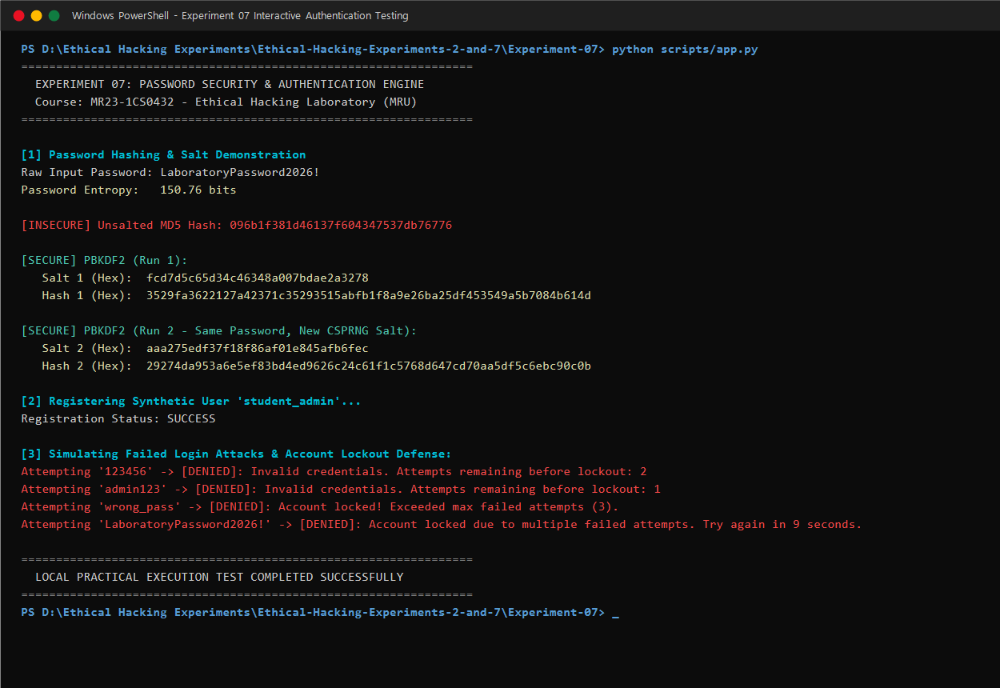 Windows PowerShell - Experiment 07 Interactive Authentication Testing
PS D:\Ethical Hacking Experiments\Ethical-Hacking-Experiments-2-and-7\Experiment-07> python scripts/app.py
=================================================================
EXPERIMENT 07: PASSWORD SECURITY & AUTHENTICATION ENGINE
Course: MR23-1CS0432 - Ethical Hacking Laboratory (MRU)
=================================================================
[1] Password Hashing & Salt Demonstration
Raw Input Password: LaboratoryPassword2026!
Password Entropy:   150.76 bits
[INSECURE] Unsalted MD5 Hash: 096b1f381d46137f604347537db76776
[SECURE] PBKDF2 (Run 1):
Salt 1 (Hex):  fcd7d5c65d34c46348a007bdae2a3278
Hash 1 (Hex):  3529fa3622127a42371c35293515abfb1f8a9e26ba25df453549a5b7084b614d
[SECURE] PBKDF2 (Run 2 - Same Password, New CSPRNG Salt):
Salt 2 (Hex):  aaa275edf37f18f86af01e845afb6fec
Hash 2 (Hex):  29274da953a6e5ef83bd4ed9626c24c61f1c5768d647cd70aa5df5c6ebc90c0b
[2] Registering Synthetic User 'student_admin'...
Registration Status: SUCCESS
[3] Simulating Failed Login Attacks & Account Lockout Defense:
Attempting '123456' -> [DENIED]: Invalid credentials. Attempts remaining before lockout: 2
Attempting 'admin123' -> [DENIED]: Invalid credentials. Attempts remaining before lockout: 1
Attempting 'wrong_pass' -> [DENIED]: Account locked! Exceeded max failed attempts (3).
Attempting 'LaboratoryPassword2026!' -> [DENIED]: Account locked due to multiple failed attempts. Try again in 9 seconds.
=================================================================
LOCAL PRACTICAL EXECUTION TEST COMPLETED SUCCESSFULLY
=================================================================
PS D:\Ethical Hacking Experiments\Ethical-Hacking-Experiments-2-and-7\Experiment-07> _